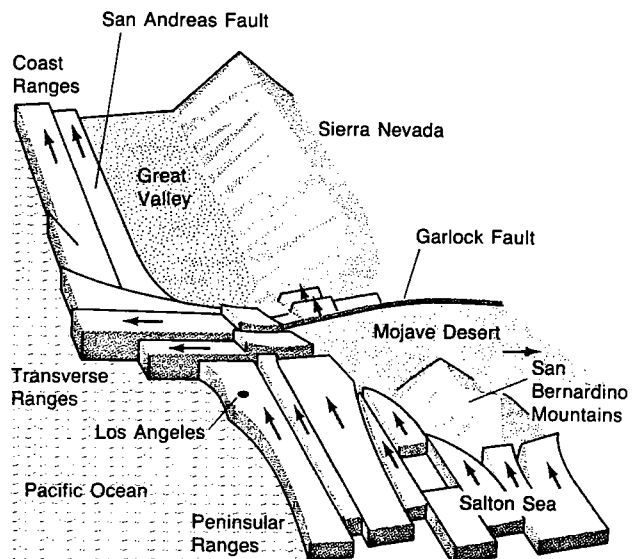 San Andreas Fault
Coast
Ranges
Sierra Nevada
Great
Valley
Garlock Fault
Mojave Desert
Transverse
Ranges
San
Bernardino
Mountains
Los Angeles
Pacific Ocean
Salton Sea
Peninsular
Ranges